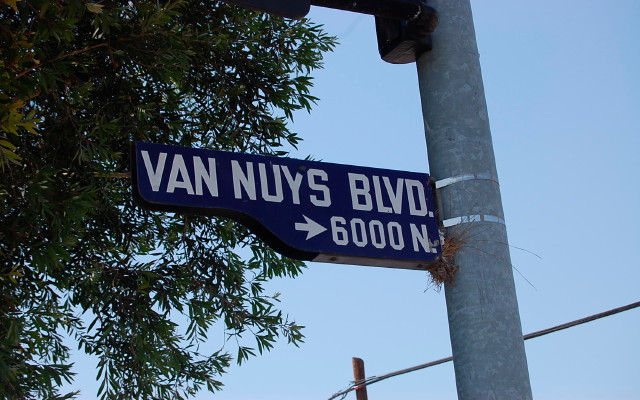 VAN NUYS BLVD.
→ 6000 N.